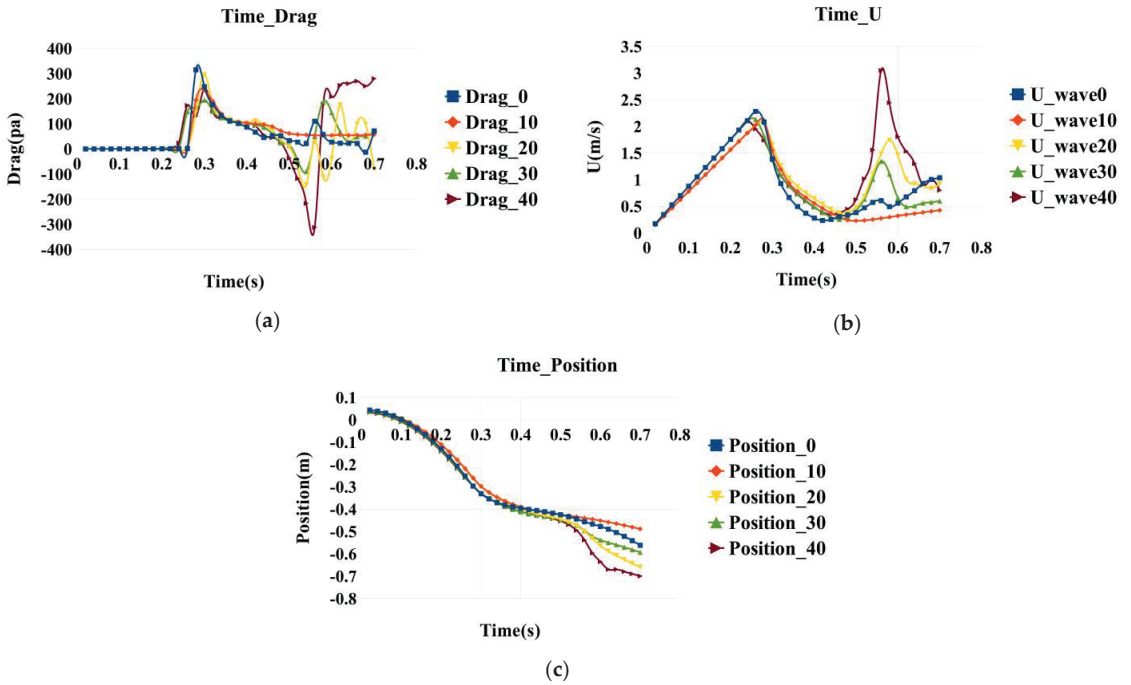 Time_Drag
400
300
200
100
0
-100
-200
-300
-400
0 0.1 0.2 0.3 0.4 0.5 0.6 0.7 0.8
Drag(pa)
Time(s)
Drag_0
Drag_10
Drag_20
Drag_30
Drag_40
(a)
Time_U
3.5
3
2.5
2
1.5
1
0.5
0
0 0.1 0.2 0.3 0.4 0.5 0.6 0.7 0.8
U(m/s)
Time(s)
U_wave0
U_wave10
U_wave20
U_wave30
U_wave40
(b)
Time_Position
0.1
0
-0.1
-0.2
-0.3
-0.4
-0.5
-0.6
-0.7
-0.8
0 0.1 0.2 0.3 0.4 0.5 0.6 0.7 0.8
Position(m)
Time(s)
Position_0
Position_10
Position_20
Position_30
Position_40
(c)